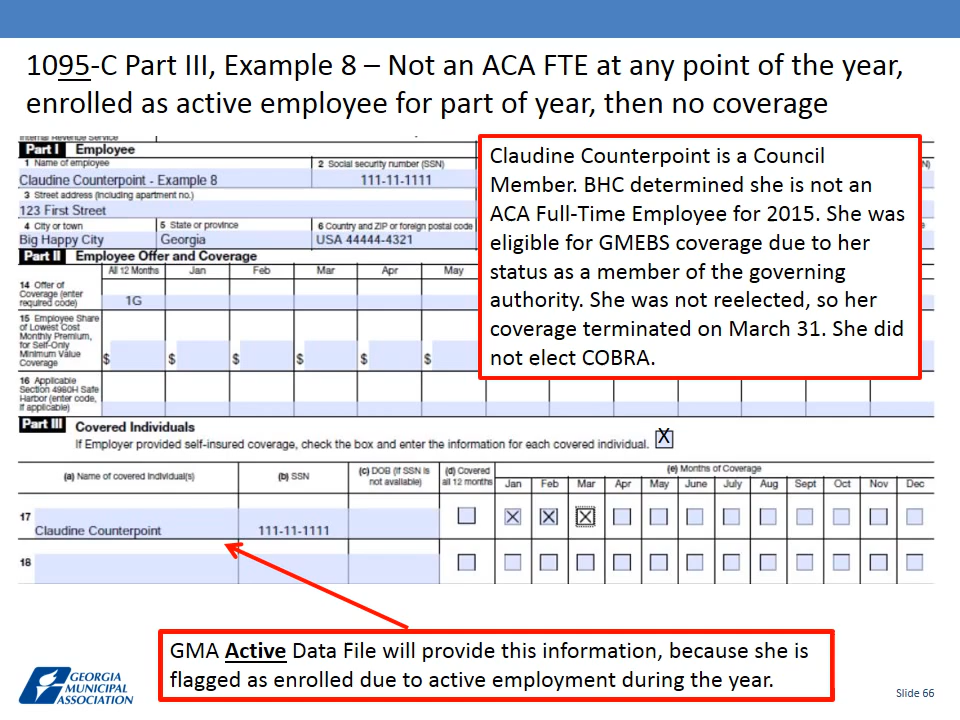 1095-C Part III, Example 8 – Not an ACA FTE at any point of the year,
enrolled as active employee for part of year, then no coverage
Internal Revenue Service
Part I Employee
1 Name of employee
2 Social security number (SSN)
Claudine Counterpoint - Example 8
111-11-1111
3 Street address (including apartment no.)
123 First Street
4 City or town
5 State or province
6 Country and ZIP or foreign postal code
Big Happy City
Georgia
USA 44444-4321
Part II Employee Offer and Coverage
All 12 Months Jan Feb Mar Apr May
14 Offer of
Coverage (enter
required code)
1G
15 Employee Share
of Lowest Cost
Monthly Premium,
for Self-Only
Minimum Value
Coverage
$ $ $ $ $ $
16 Applicable
Section 4980H Safe
Harbor (enter code,
if applicable)
Claudine Counterpoint is a Council
Member. BHC determined she is not an
ACA Full-Time Employee for 2015. She was
eligible for GMEBS coverage due to her
status as a member of the governing
authority. She was not reelected, so her
coverage terminated on March 31. She did
not elect COBRA.
Part III Covered Individuals
If Employer provided self-insured coverage, check the box and enter the information for each covered individual. X
(a) Name of covered individual(s)
(b) SSN
(c) DOB (If SSN is
not available)
(d) Covered
all 12 months
(e) Months of Coverage
Jan Feb Mar Apr May June July Aug Sept Oct Nov Dec
17
Claudine Counterpoint 111-11-1111
18
GMA Active Data File will provide this information, because she is
flagged as enrolled due to active employment during the year.
GEORGIA
MUNICIPAL
ASSOCIATION
Slide 66